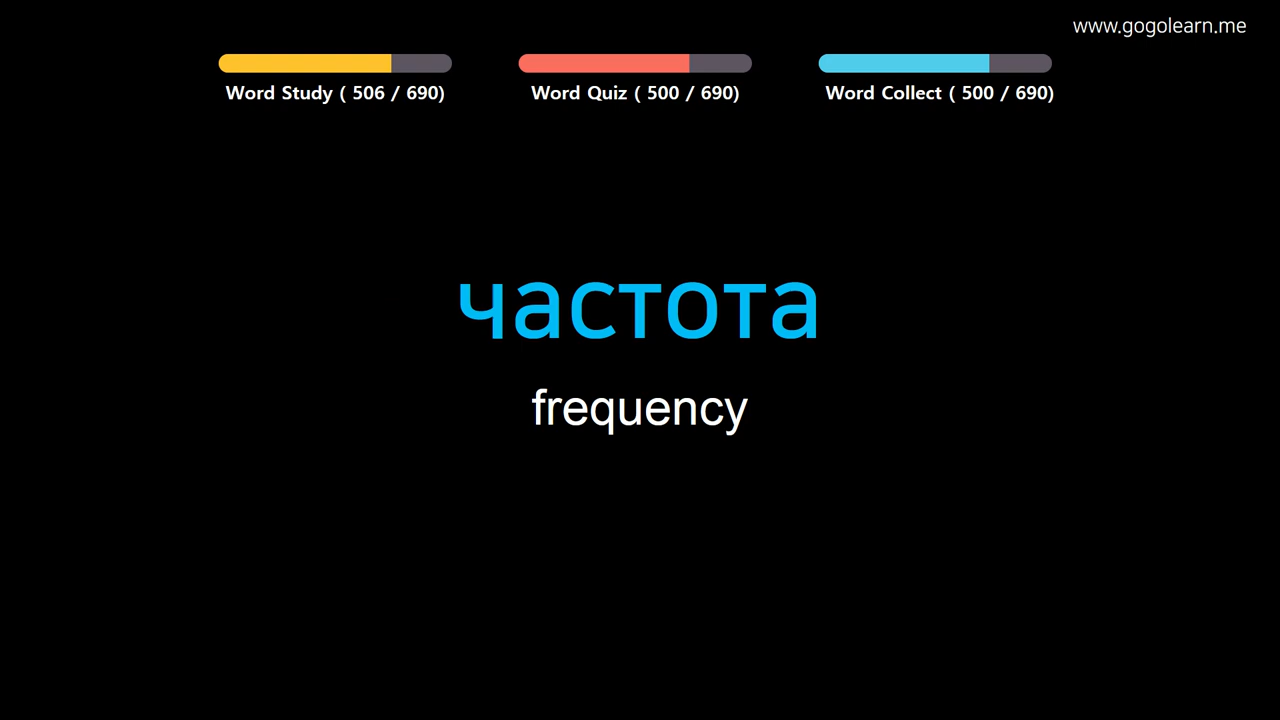 www.gogolearn.me
Word Study ( 506 / 690)
Word Quiz ( 500 / 690)
Word Collect ( 500 / 690)
частота
frequency